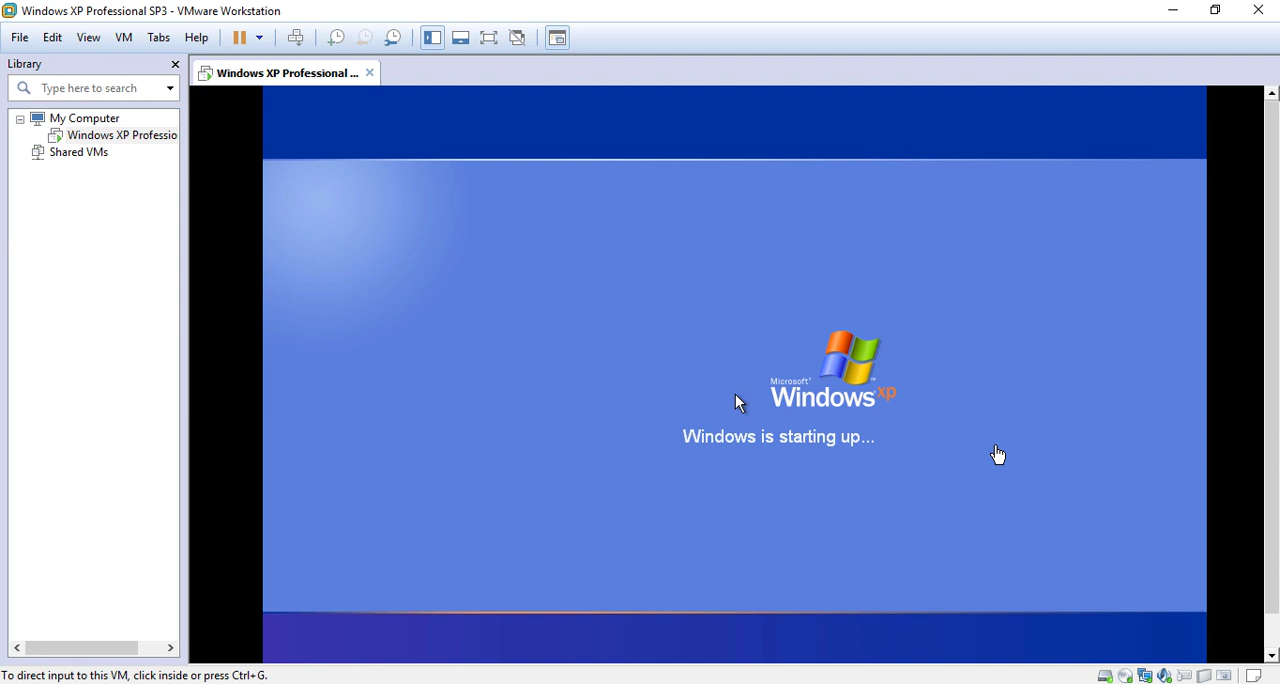 Windows XP Professional SP3 - VMware Workstation
File Edit View VM Tabs Help
Library
Type here to search
Windows XP Professional ...
My Computer
Windows XP Professio
Shared VMs
Microsoft®
Windows xp
Windows is starting up...
To direct input to this VM, click inside or press Ctrl+G.